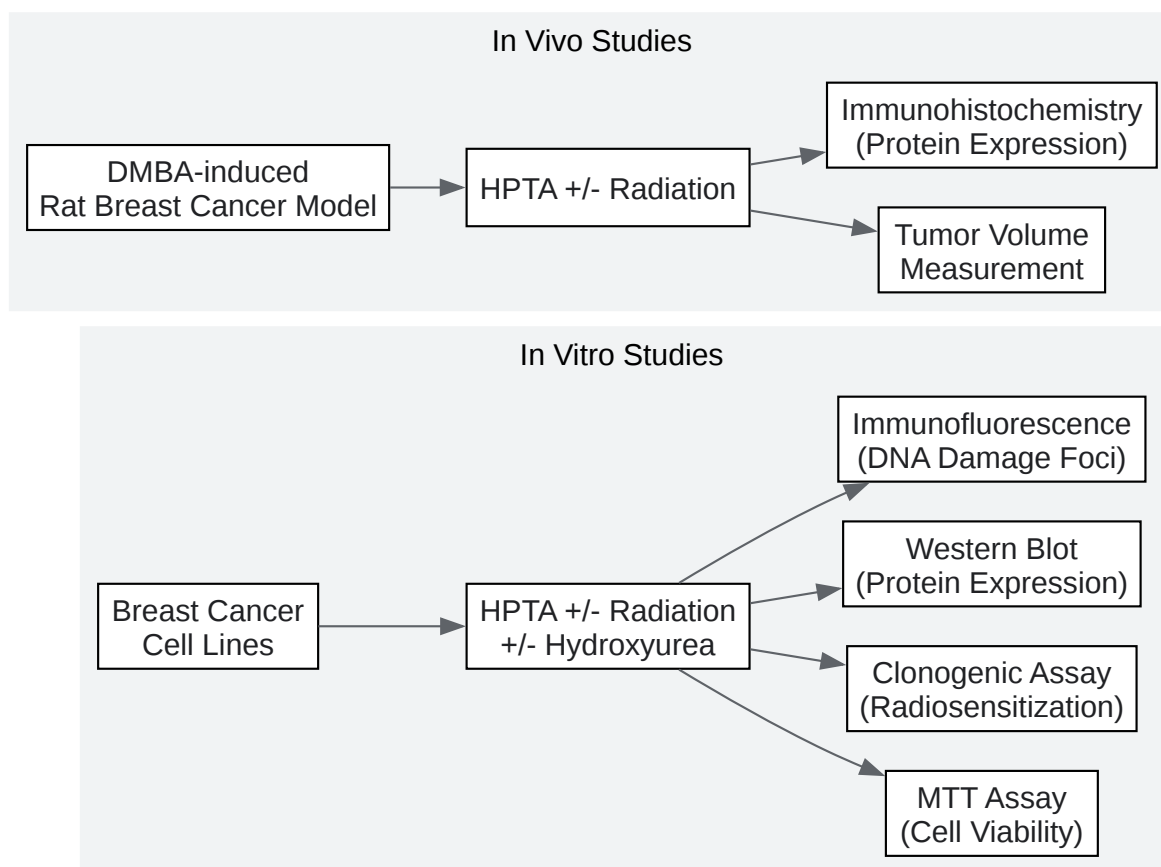 In Vivo Studies
DMBA-induced
Rat Breast Cancer Model
HPTA +/- Radiation
Immunohistochemistry
(Protein Expression)
Tumor Volume
Measurement
In Vitro Studies
Breast Cancer
Cell Lines
HPTA +/- Radiation
+/- Hydroxyurea
Immunofluorescence
(DNA Damage Foci)
Western Blot
(Protein Expression)
Clonogenic Assay
(Radiosensitization)
MTT Assay
(Cell Viability)